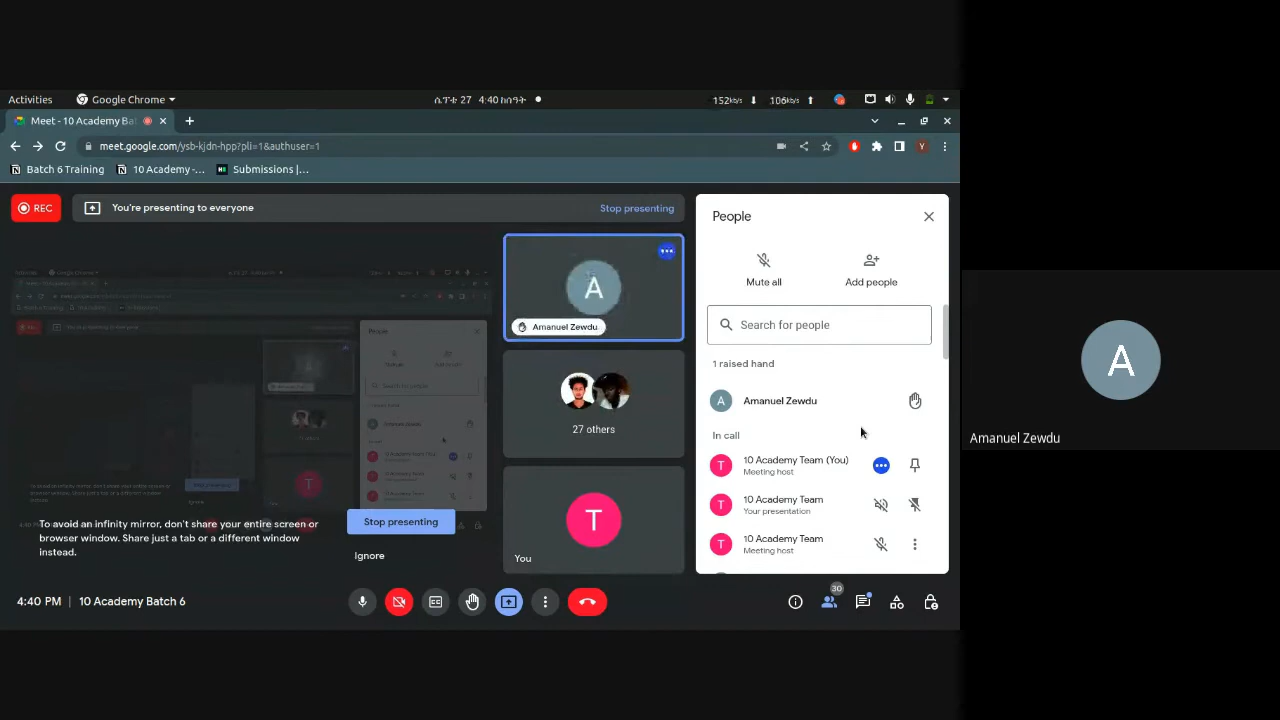 Activities
Google Chrome
ሴፕቴ 27 4:40 ከሰዓት
152kb/s
106kb/s
Meet - 10 Academy Bat
meet.google.com/ysb-kjdn-hpp?pli=1&authuser=1
Y
Batch 6 Training
10 Academy -...
Submissions |...
REC
You're presenting to everyone
Stop presenting
A
Amanuel Zewdu
27 others
T
You
To avoid an infinity mirror, don't share your entire screen or
browser window. Share just a tab or a different window
instead.
Stop presenting
Ignore
People
Mute all
Add people
Search for people
1 raised hand
A
Amanuel Zewdu
In call
T
10 Academy Team (You)
Meeting host
T
10 Academy Team
Your presentation
T
10 Academy Team
Meeting host
4:40 PM | 10 Academy Batch 6
30
A
Amanuel Zewdu